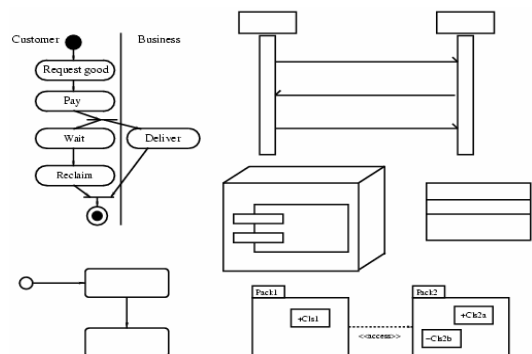 Customer
Business
Request good
Pay
Wait
Deliver
Reclaim
Pack1
+Cls1
<<access>>
Pack2
+Cls2a
−Cls2b